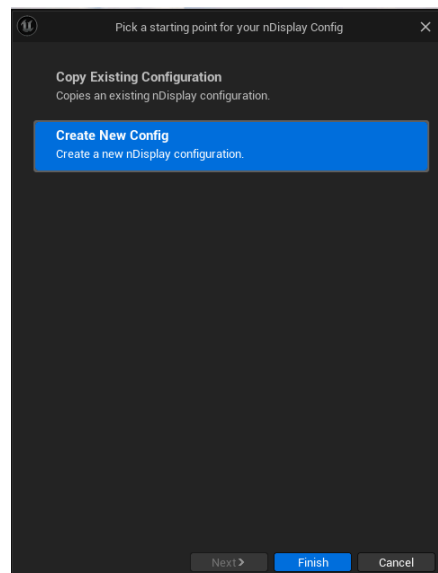 Pick a starting point for your nDisplay Config
Copy Existing Configuration
Copies an existing nDisplay configuration.
Create New Config
Create a new nDisplay configuration.
Next
Finish
Cancel